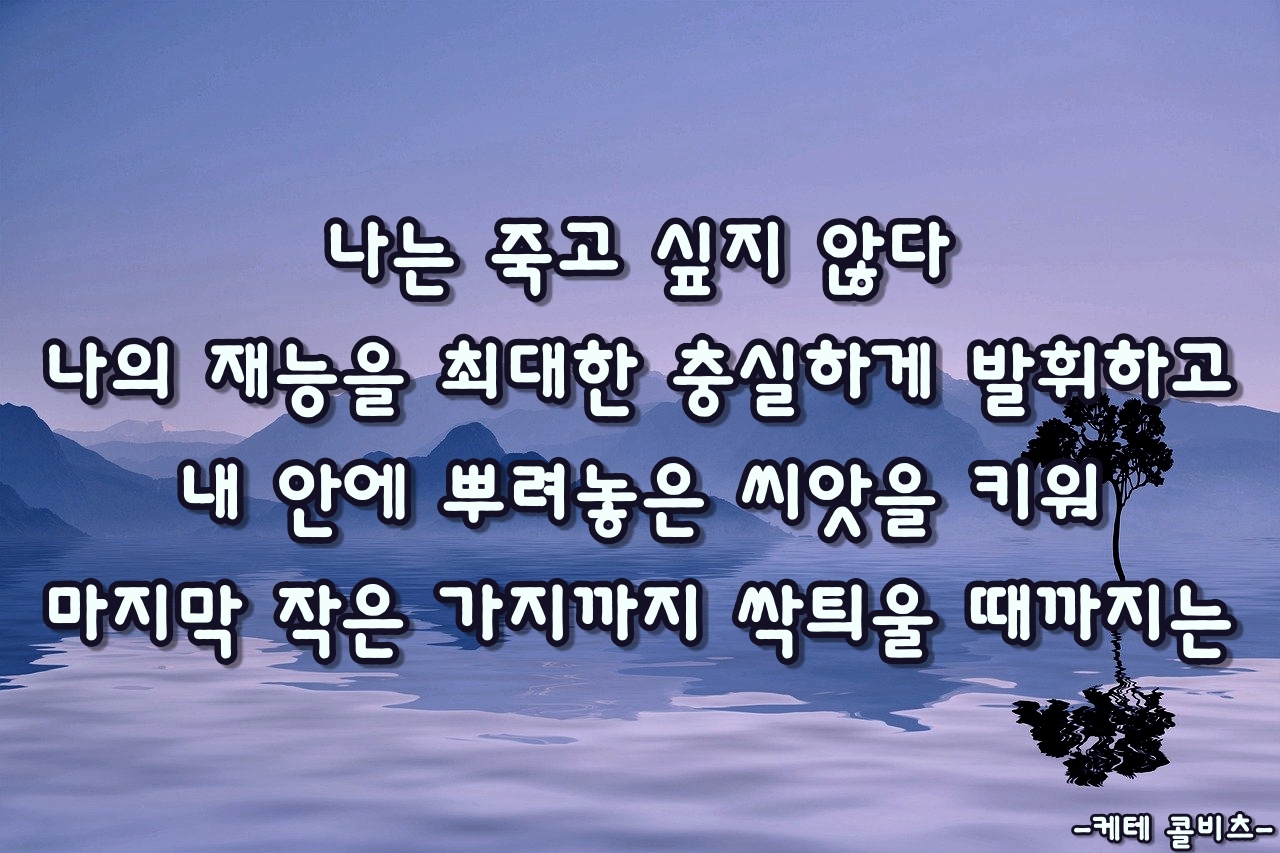 나는 죽고 싶지 않다
나의 재능을 최대한 충실하게 발휘하고
내 안에 뿌려놓은 씨앗을 키워
마지막 작은 가지까지 싹틔울 때까지는
-케테 콜비츠-